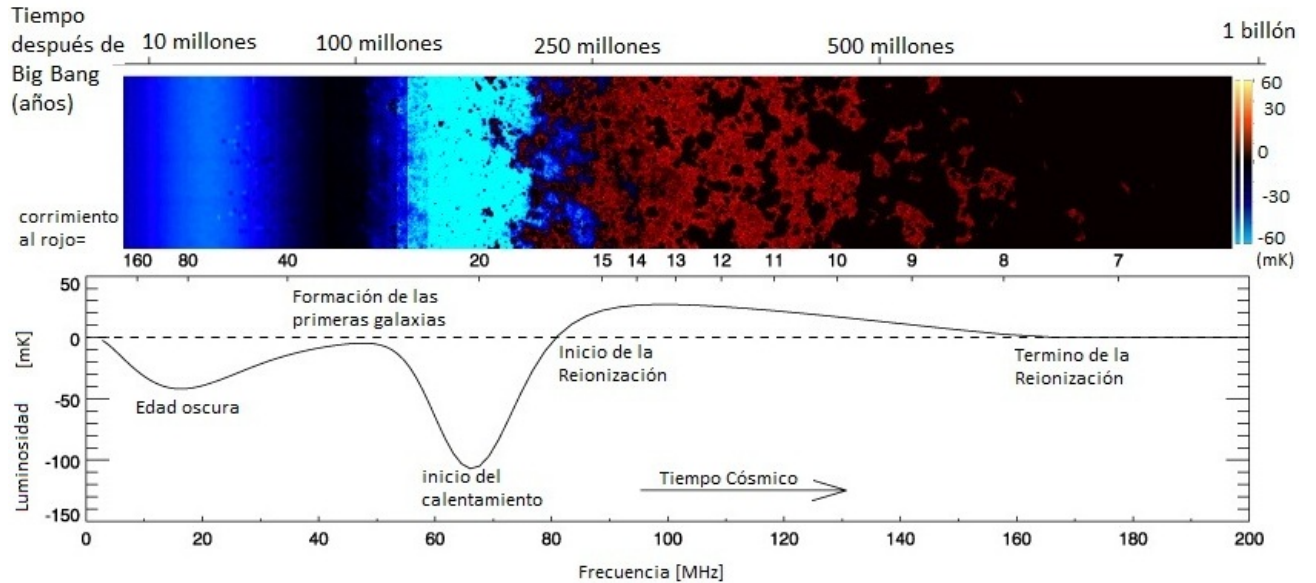 Tiempo
después de
Big Bang
(años)
10 millones
100 millones
250 millones
500 millones
1 billón
60
30
0
-30
-60
(mK)
corrimiento
al rojo=
160 80 40 20 15 14 13 12 11 10 9 8 7
50
0
-50
-100
-150
Luminosidad [mK]
Formación de las
primeras galaxias
Edad oscura
inicio del
calentamiento
Inicio de la
Reionización
Termino de la
Reionización
Tiempo Cósmico
0 20 40 60 80 100 120 140 160 180 200
Frecuencia [MHz]